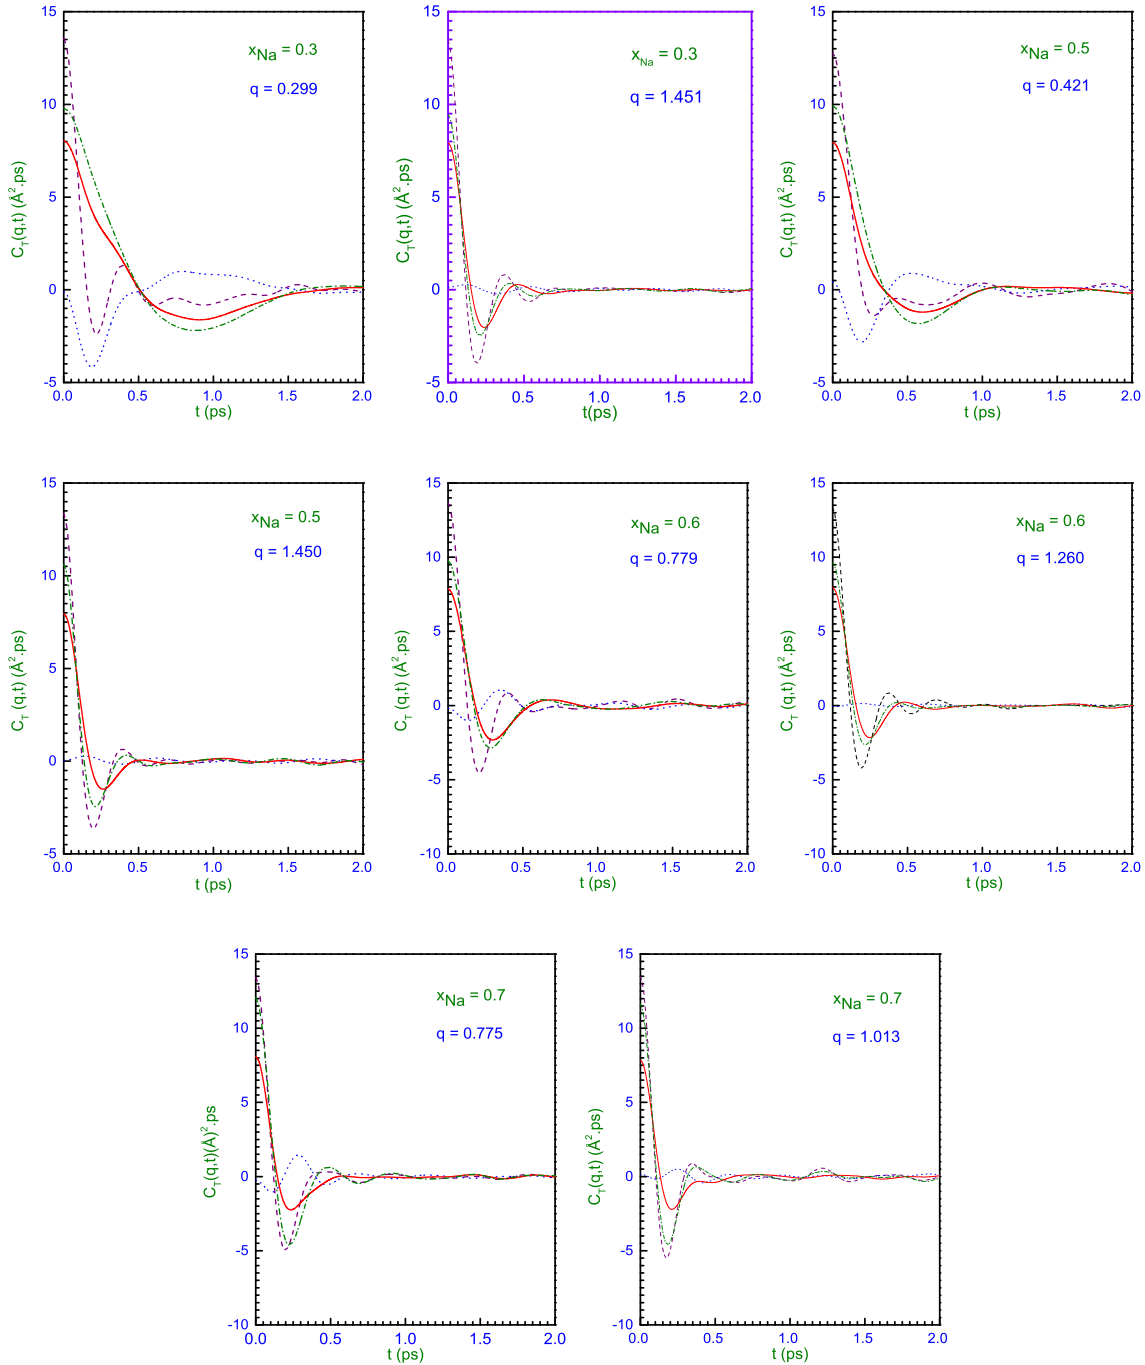 15
10
5
0
-5
C_T(q,t) (Å².ps)
x_Na = 0.3
q = 0.299
0.0 0.5 1.0 1.5 2.0
t (ps)
15
10
5
0
-5
C_T(q,t) (Å².ps)
x_Na = 0.3
q = 1.451
0.0 0.5 1.0 1.5 2.0
t(ps)
15
10
5
0
-5
C_T(q,t) (Å².ps)
x_Na = 0.5
q = 0.421
0.0 0.5 1.0 1.5 2.0
t (ps)
15
10
5
0
-5
C_T (q,t) (Å².ps)
x_Na = 0.5
q = 1.450
0.0 0.5 1.0 1.5 2.0
t (ps)
15
10
5
0
-5
-10
C_T (q,t) (Å².ps)
x_Na = 0.6
q = 0.779
0.0 0.5 1.0 1.5 2.0
t (ps)
15
10
5
0
-5
-10
C_T (q,t) (Å².ps)
x_Na = 0.6
q = 1.260
0.0 0.5 1.0 1.5 2.0
t (ps)
15
10
5
0
-5
-10
C_T(q,t)(Å)².ps
x_Na = 0.7
q = 0.775
0.0 0.5 1.0 1.5 2.0
t (ps)
15
10
5
0
-5
-10
C_T(q,t) (Å².ps)
x_Na = 0.7
q = 1.013
0.0 0.5 1.0 1.5 2.0
t (ps)